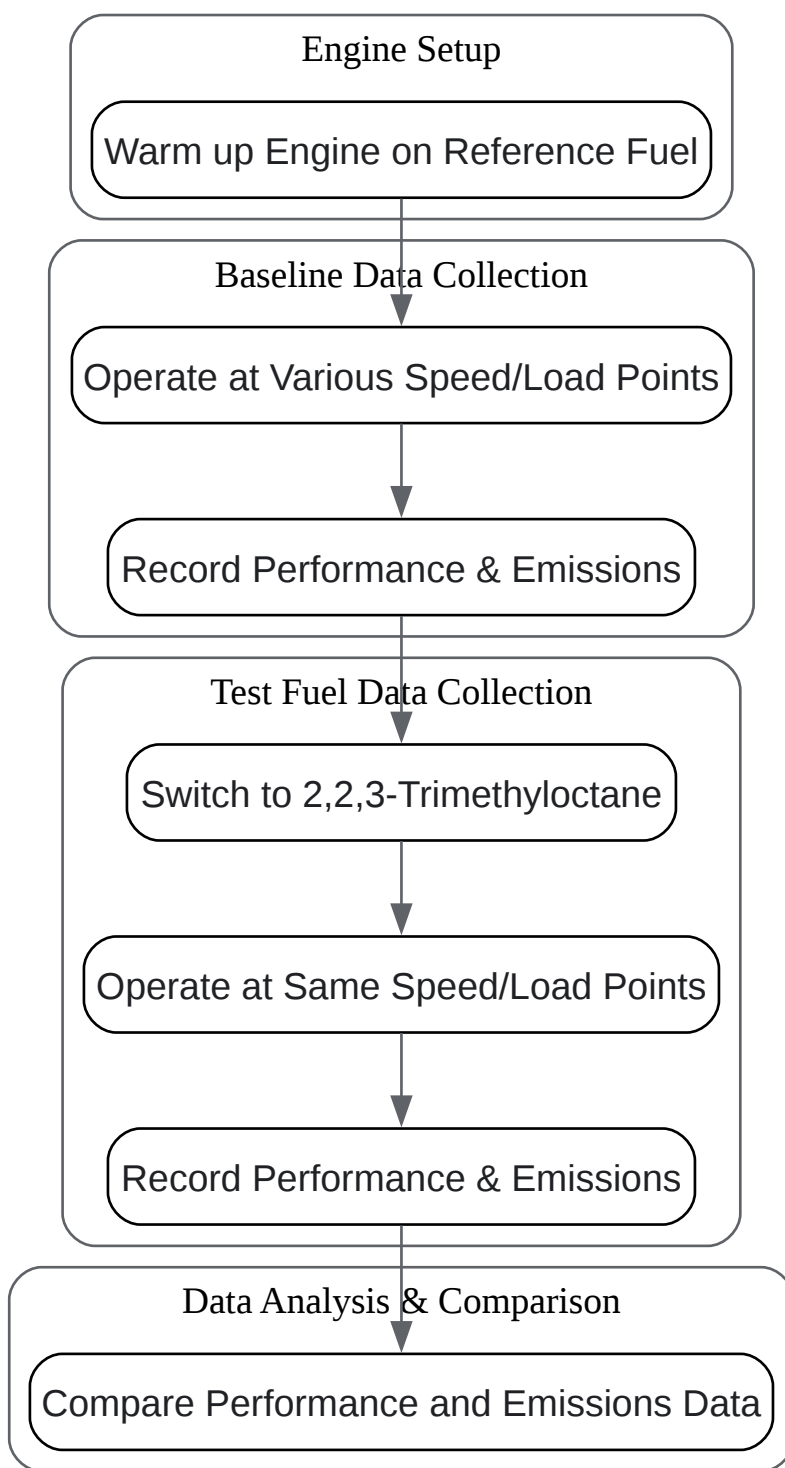 Engine Setup
Warm up Engine on Reference Fuel
Baseline Data Collection
Operate at Various Speed/Load Points
Record Performance & Emissions
Test Fuel Data Collection
Switch to 2,2,3-Trimethyloctane
Operate at Same Speed/Load Points
Record Performance & Emissions
Data Analysis & Comparison
Compare Performance and Emissions Data